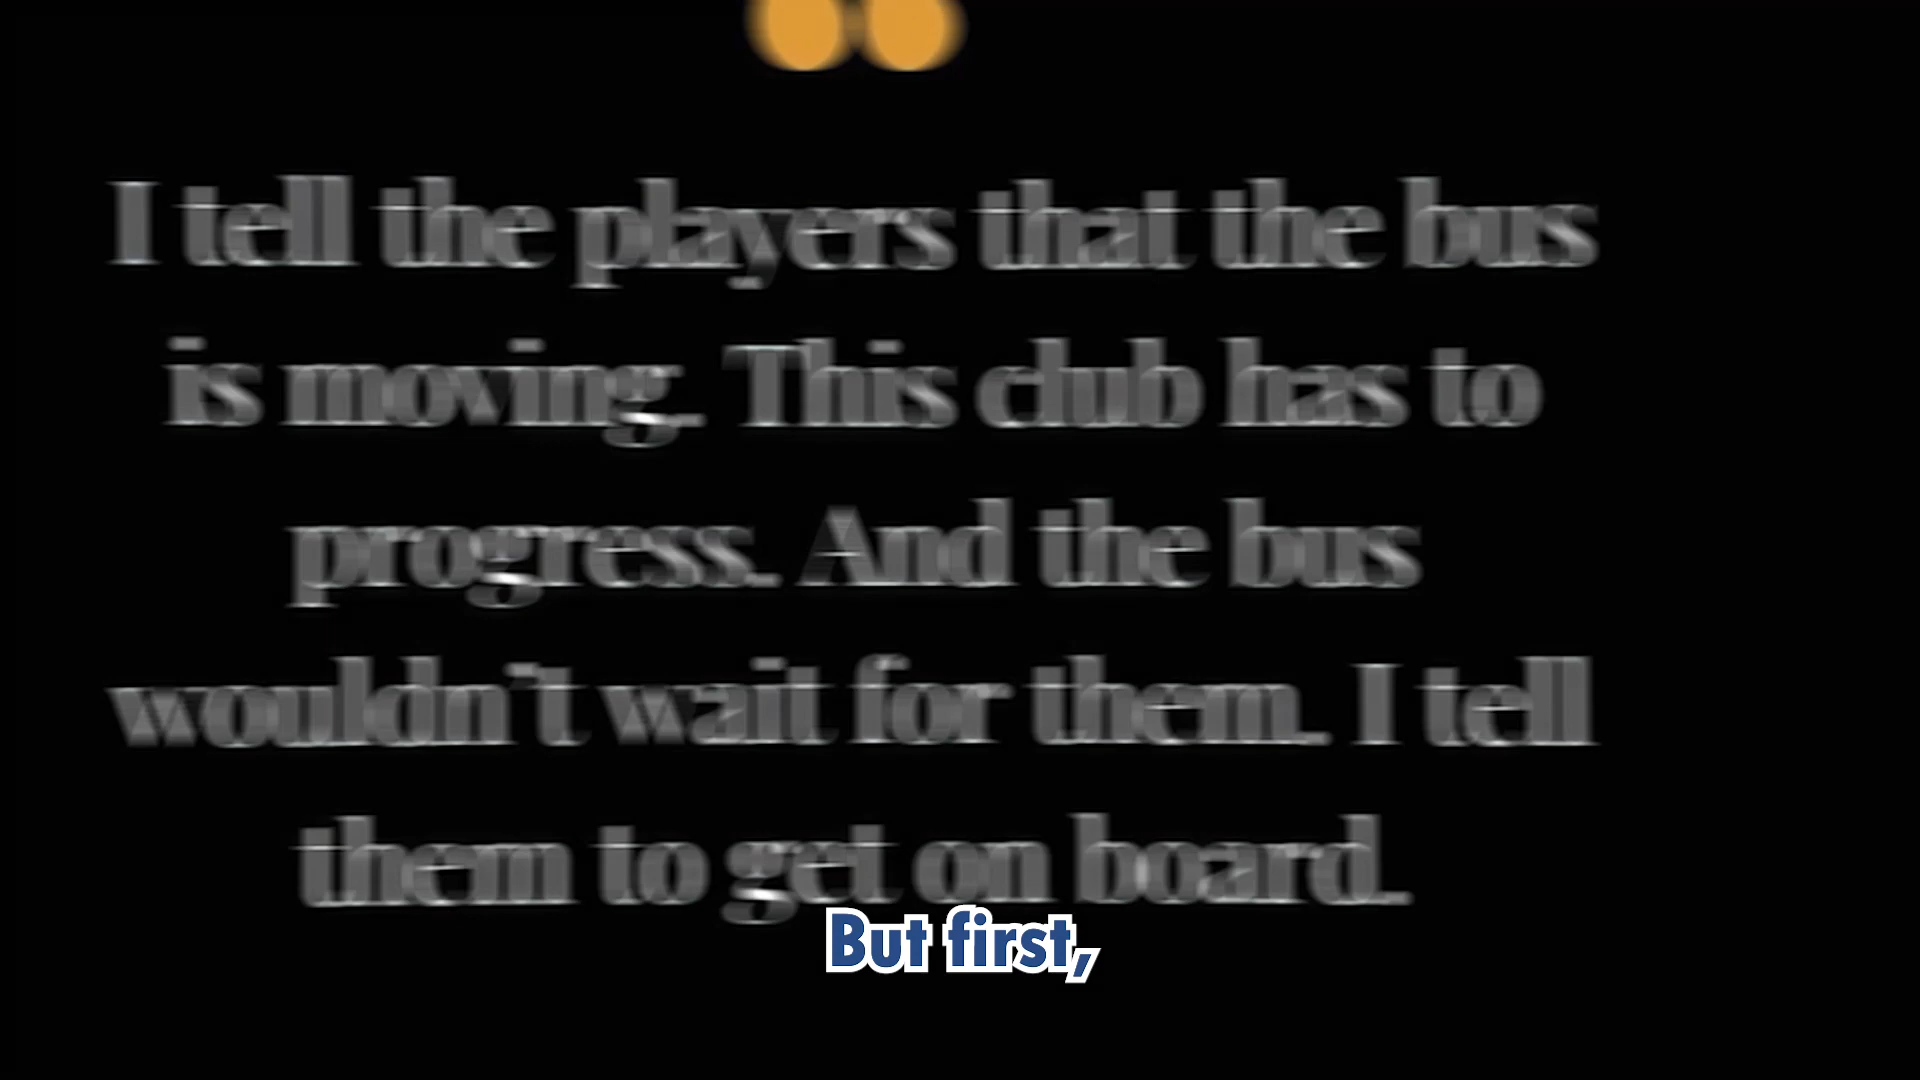 I tell the players that the bus
is moving. This club has to
progress. And the bus
wouldn't wait for them. I tell
them to get on board.
But first,